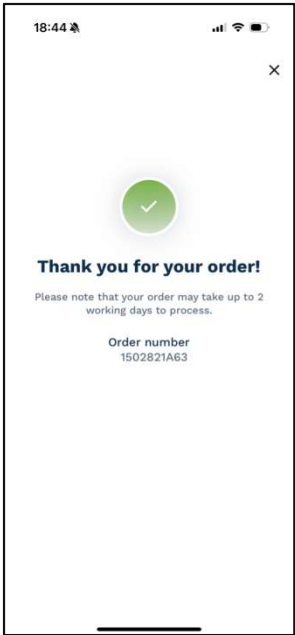 18:44
Thank you for your order!
Please note that your order may take up to 2
working days to process.
Order number
1502821A63